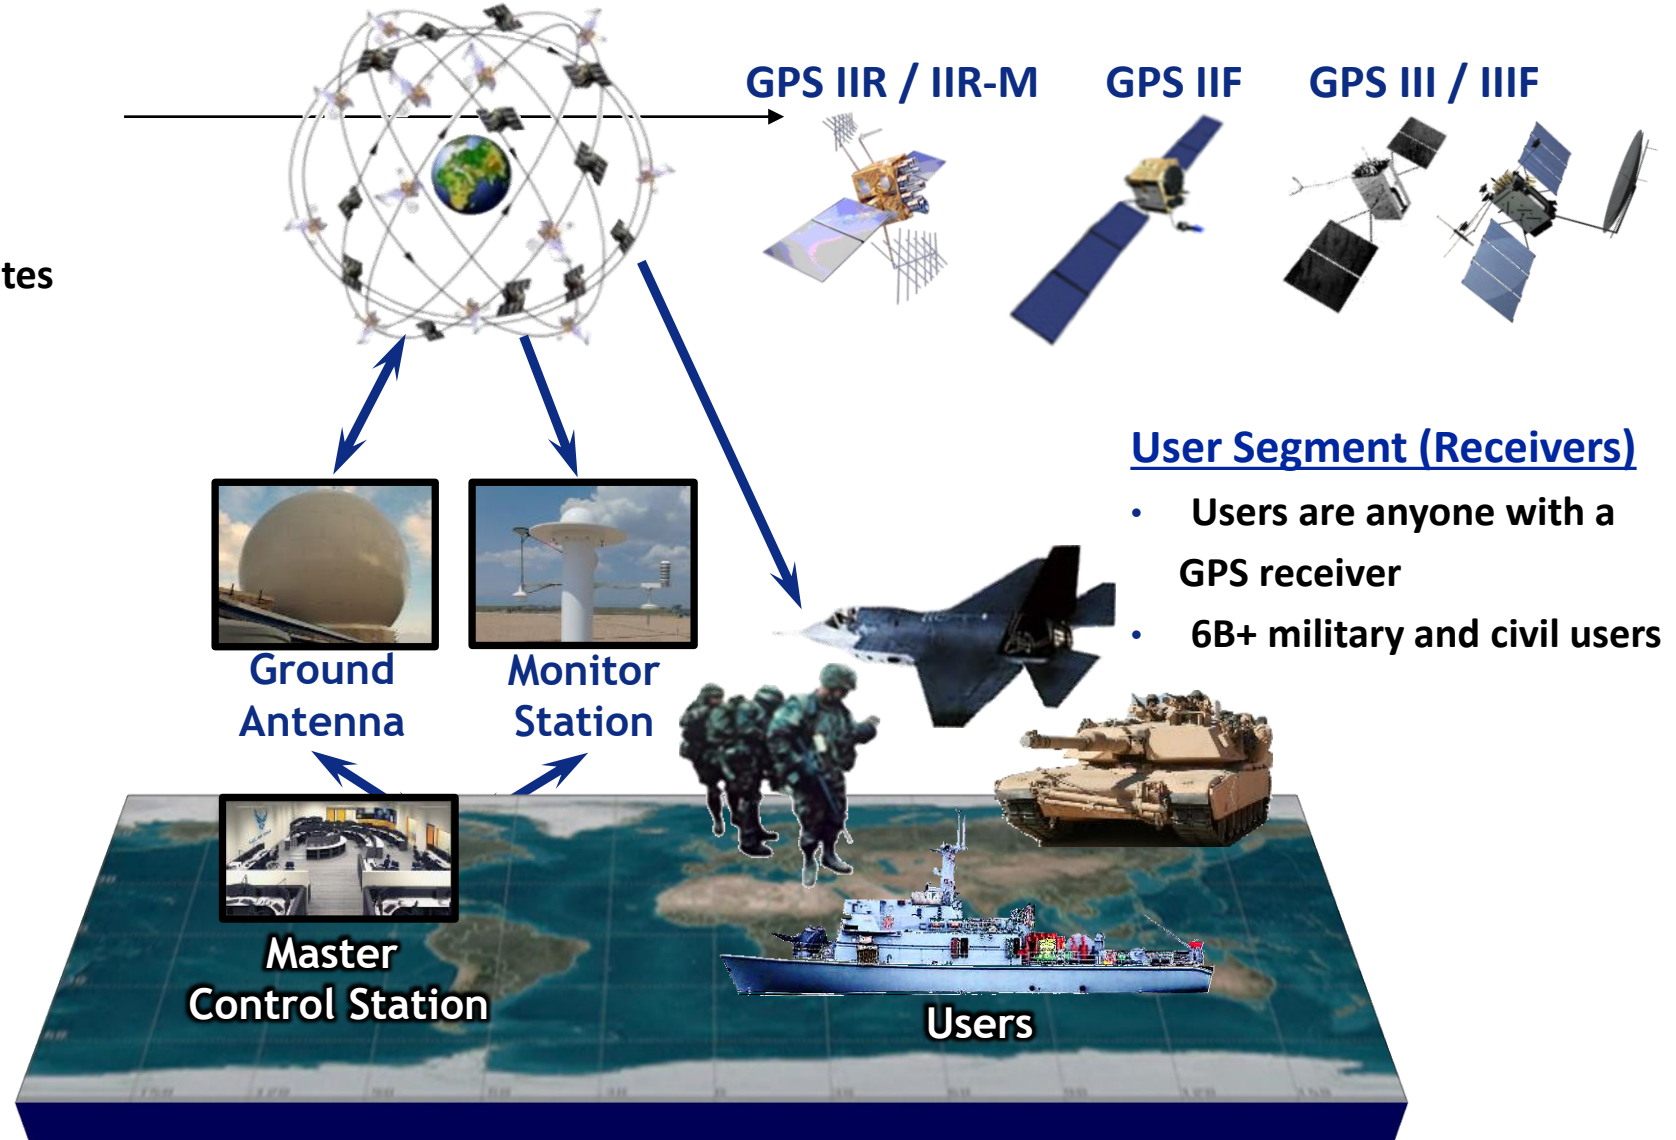 GPS IIR / IIR-M
GPS IIF
GPS III / IIIF
tes
User Segment (Receivers)
• Users are anyone with a
GPS receiver
• 6B+ military and civil users
Ground
Antenna
Monitor
Station
Master
Control Station
Users